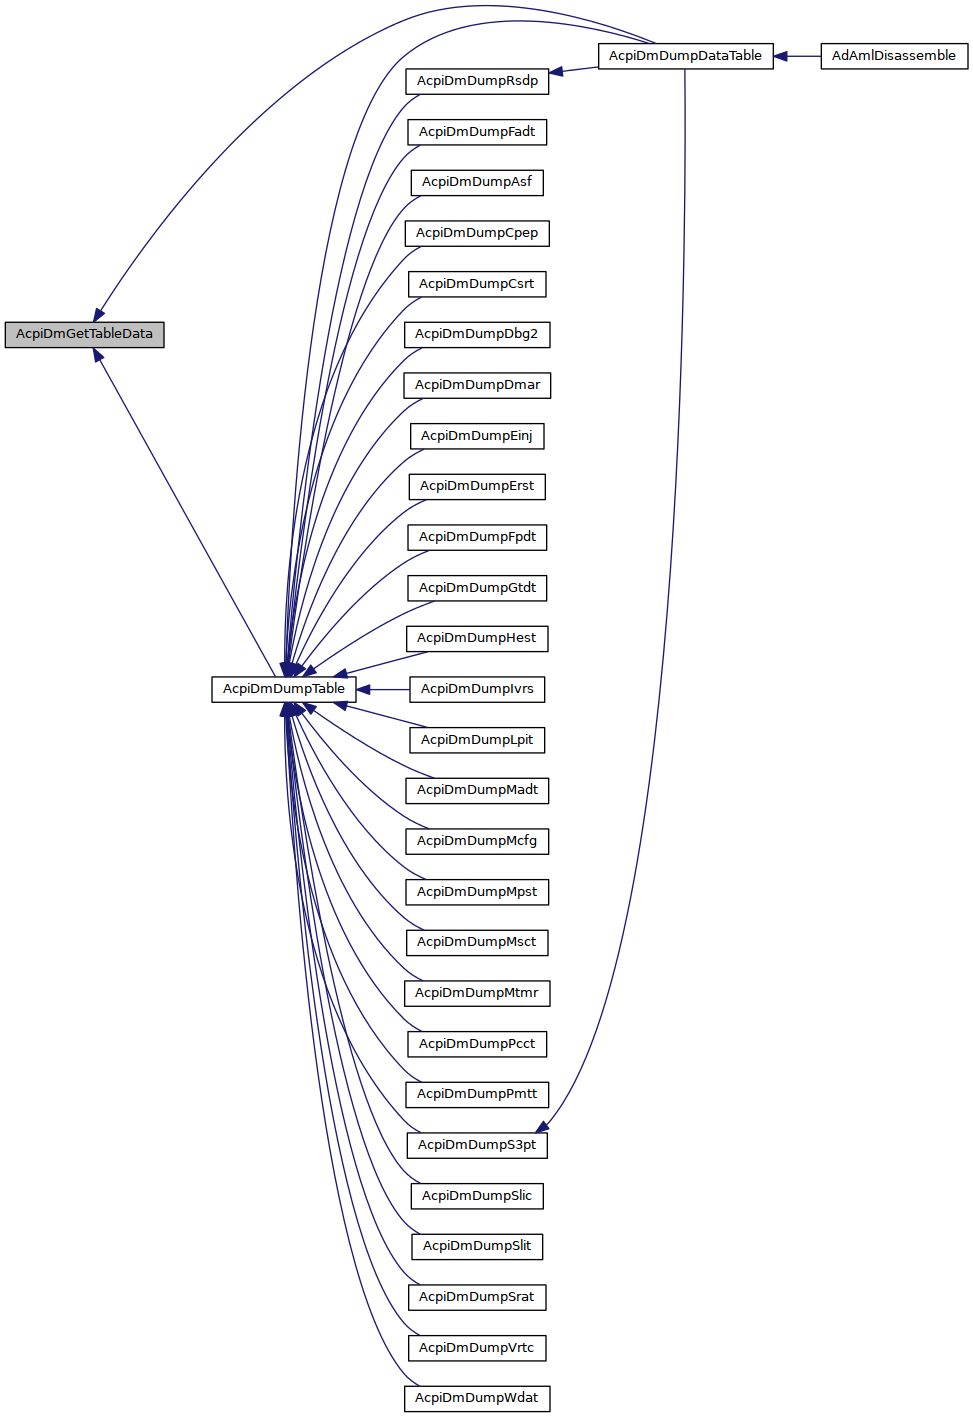 AcpiDmDumpDataTable
AdAmlDisassemble
AcpiDmDumpRsdp
AcpiDmDumpFadt
AcpiDmDumpAsf
AcpiDmDumpCpep
AcpiDmDumpCsrt
AcpiDmGetTableData
AcpiDmDumpDbg2
AcpiDmDumpDmar
AcpiDmDumpEinj
AcpiDmDumpErst
AcpiDmDumpFpdt
AcpiDmDumpGtdt
AcpiDmDumpHest
AcpiDmDumpTable
AcpiDmDumpIvrs
AcpiDmDumpLpit
AcpiDmDumpMadt
AcpiDmDumpMcfg
AcpiDmDumpMpst
AcpiDmDumpMsct
AcpiDmDumpMtmr
AcpiDmDumpPcct
AcpiDmDumpPmtt
AcpiDmDumpS3pt
AcpiDmDumpSlic
AcpiDmDumpSlit
AcpiDmDumpSrat
AcpiDmDumpVrtc
AcpiDmDumpWdat